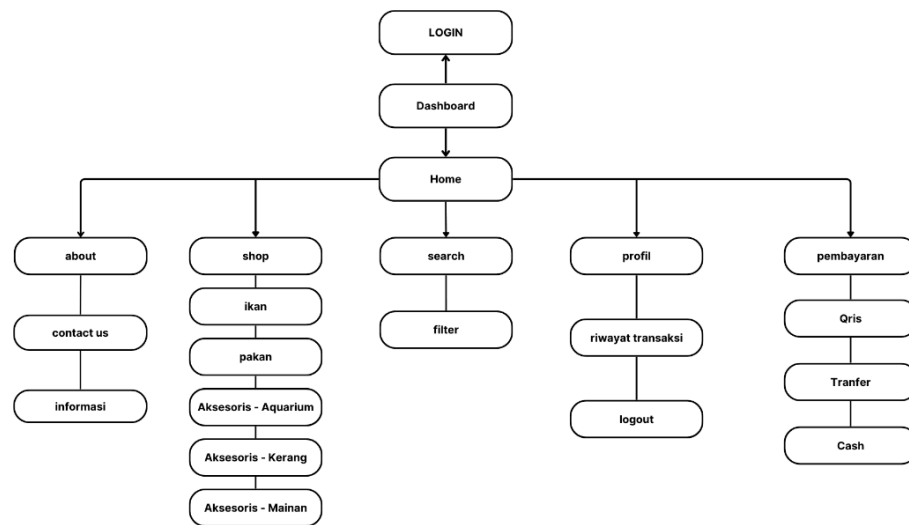 LOGIN
Dashboard
Home
about
shop
search
profil
pembayaran
contact us
informasi
ikan
pakan
Aksesoris - Aquarium
Aksesoris - Kerang
Aksesoris - Mainan
filter
riwayat transaksi
logout
Qris
Tranfer
Cash